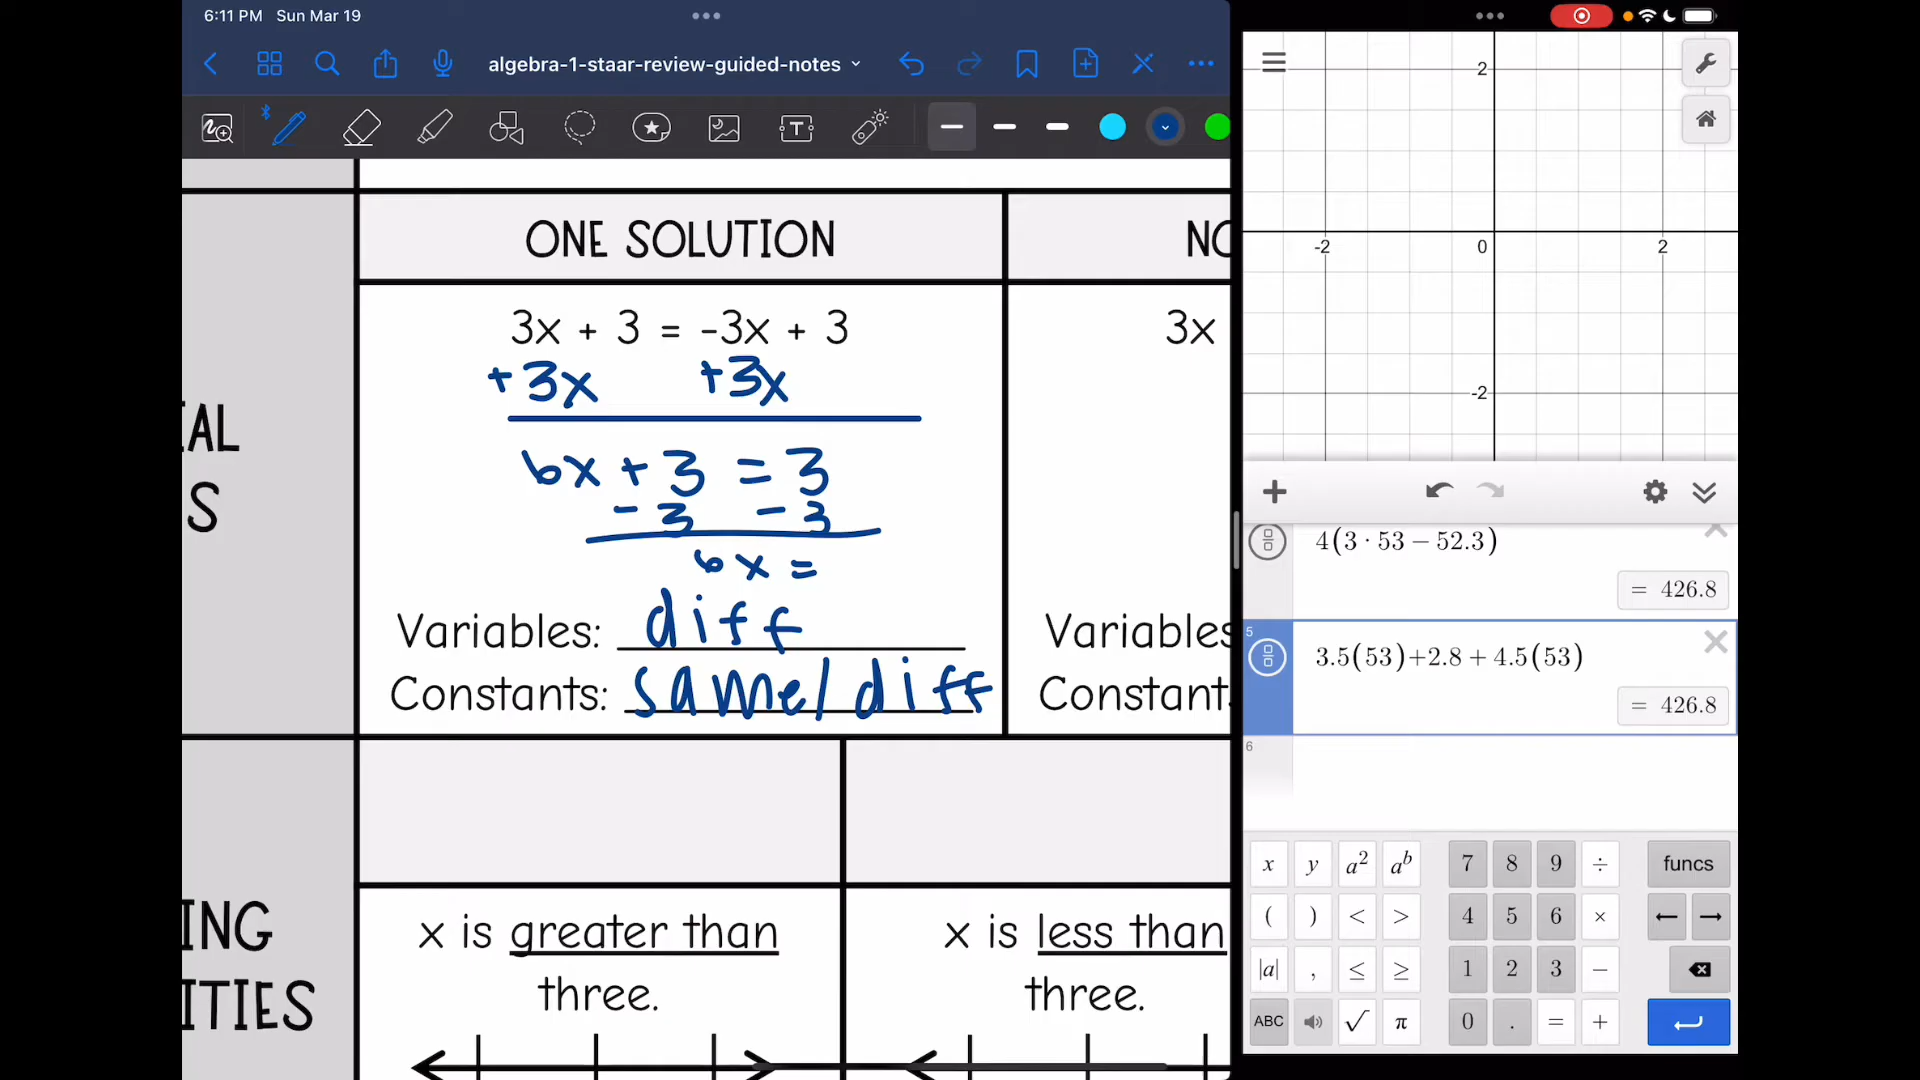 6:11 PM Sun Mar 19
algebra-1-staar-review-guided-notes
ONE SOLUTION
NO
3x + 3 = -3x + 3
+3x +3x
6x + 3 = 3
- 3 - 3
6x =
Variables: diff
Constants: same/diff
3x
Variables
Constant
IAL
S
ING
ITIES
x is greater than
three.
x is less than
three.
2
-2 0 2
-2
4(3 · 53 − 52.3)
= 426.8
5
3.5(53)+2.8 + 4.5(53)
= 426.8
6
x y a² aᵇ 7 8 9 ÷ funcs
( ) < > 4 5 6 × ← →
|a| , ≤ ≥ 1 2 3 −
ABC √ π 0 . = +